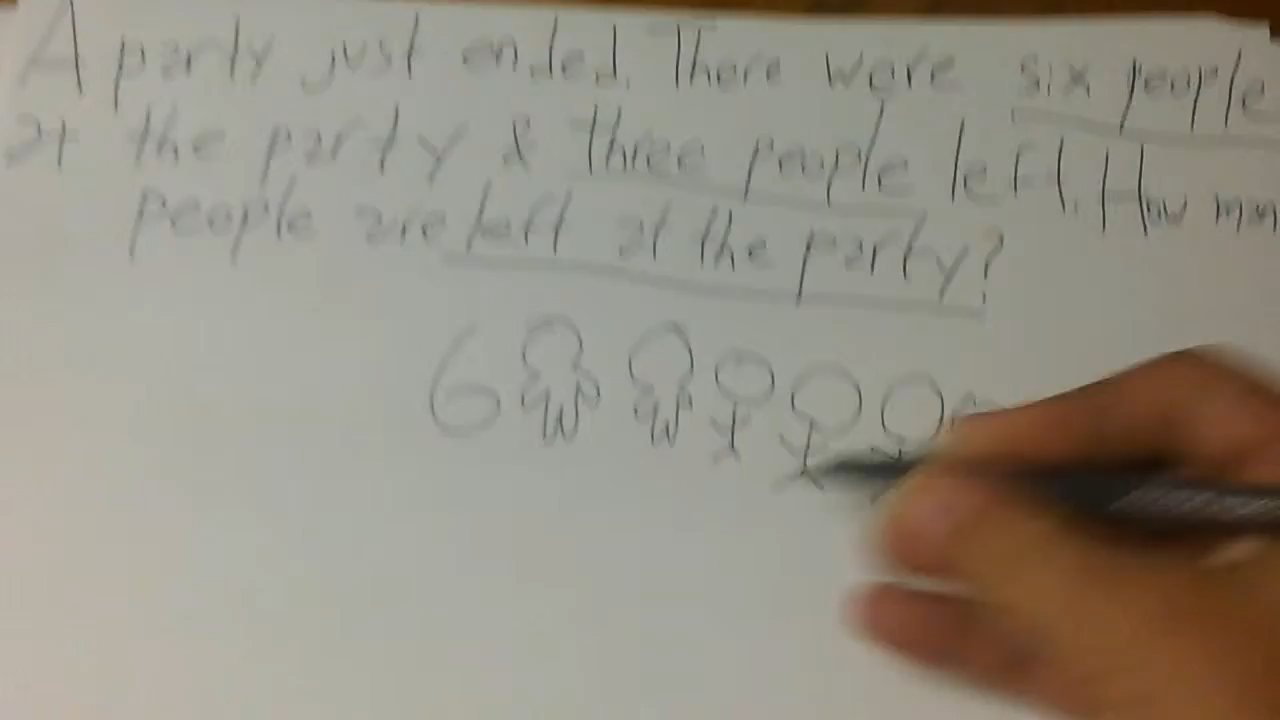 A party just ended. There were six people
at the party & three people left. How man
people are left at the party?
6